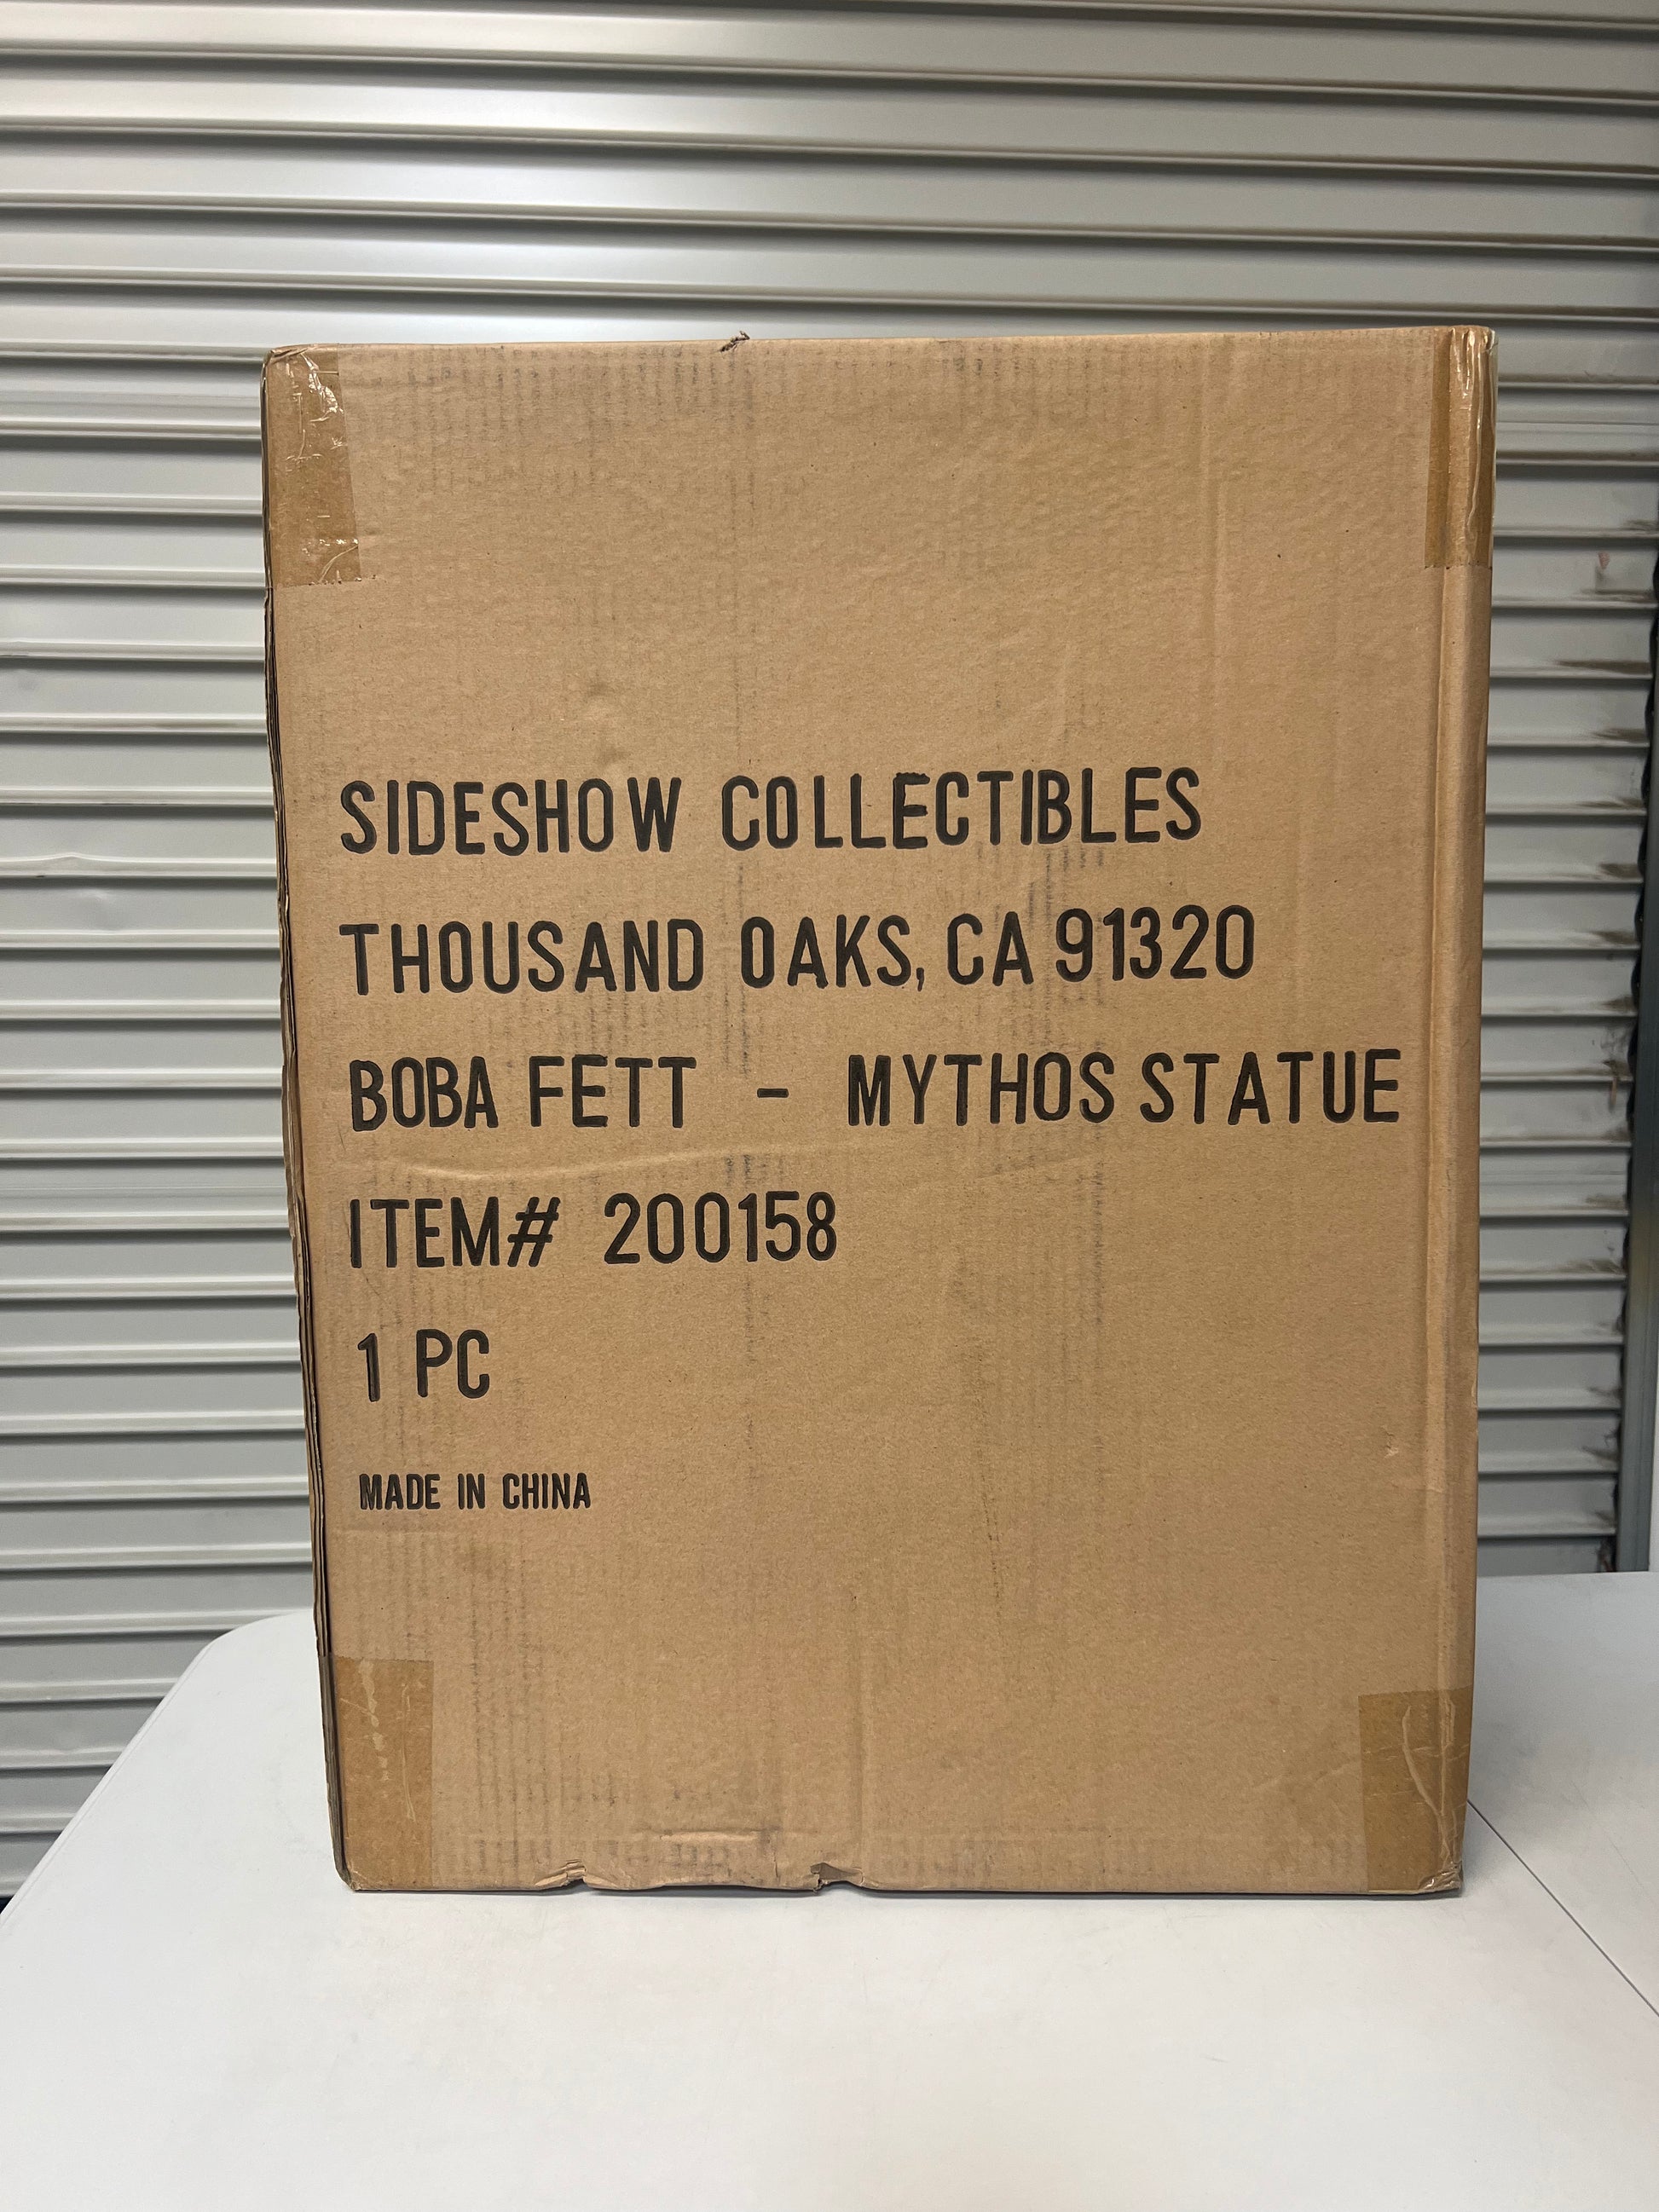 SIDESHOW COLLECTIBLES
THOUSAND OAKS, CA 91320
BOBA FETT - MYTHOS STATUE
ITEM# 200158
1 PC
MADE IN CHINA